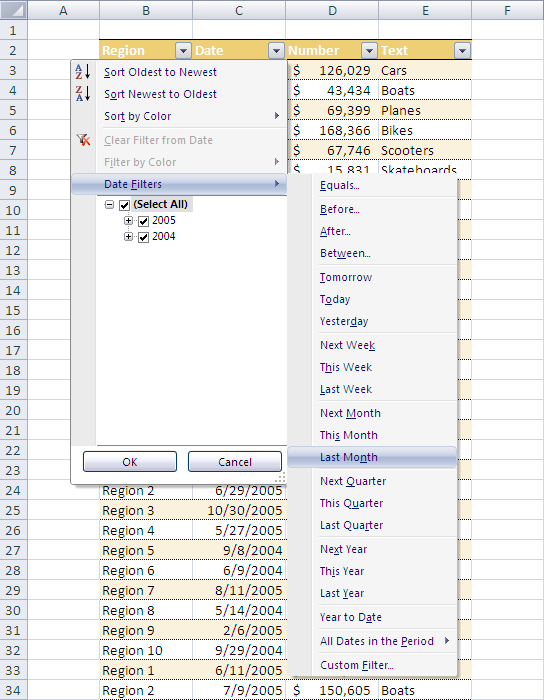 A B C D E F
1
2 Region Date Number Text
3 Sort Oldest to Newest $ 126,029 Cars
4 Sort Newest to Oldest $ 43,434 Boats
5 Sort by Color $ 69,399 Planes
6 Clear Filter from Date $ 168,366 Bikes
7 Filter by Color $ 67,746 Scooters
8 Date Filters $ 15,831 Skateboards
9 (Select All) Equals...
10 2005 Before...
11 2004 After...
12 Between...
13 Tomorrow
14 Today
15 Yesterday
16 Next Week
17 This Week
18 Last Week
19
20 Next Month
21 This Month
22 Last Month
23 OK Cancel
24 Region 2 6/29/2005 Next Quarter
25 Region 3 10/30/2005 This Quarter
26 Region 4 5/27/2005 Last Quarter
27 Region 5 9/8/2004 Next Year
28 Region 6 6/9/2004 This Year
29 Region 7 8/11/2005 Last Year
30 Region 8 5/14/2004 Year to Date
31 Region 9 2/6/2005
32 Region 10 9/29/2004 All Dates in the Period
33 Region 1 6/11/2005 Custom Filter...
34 Region 2 7/9/2005 $ 150,605 Boats